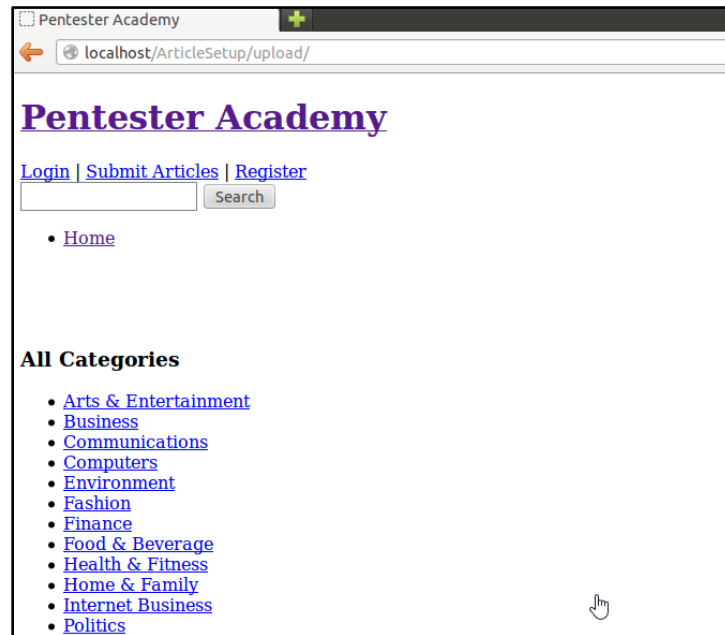 Pentester Academy
localhost/ArticleSetup/upload/
Pentester Academy
Login | Submit Articles | Register
Search
Home
All Categories
Arts & Entertainment
Business
Communications
Computers
Environment
Fashion
Finance
Food & Beverage
Health & Fitness
Home & Family
Internet Business
Politics